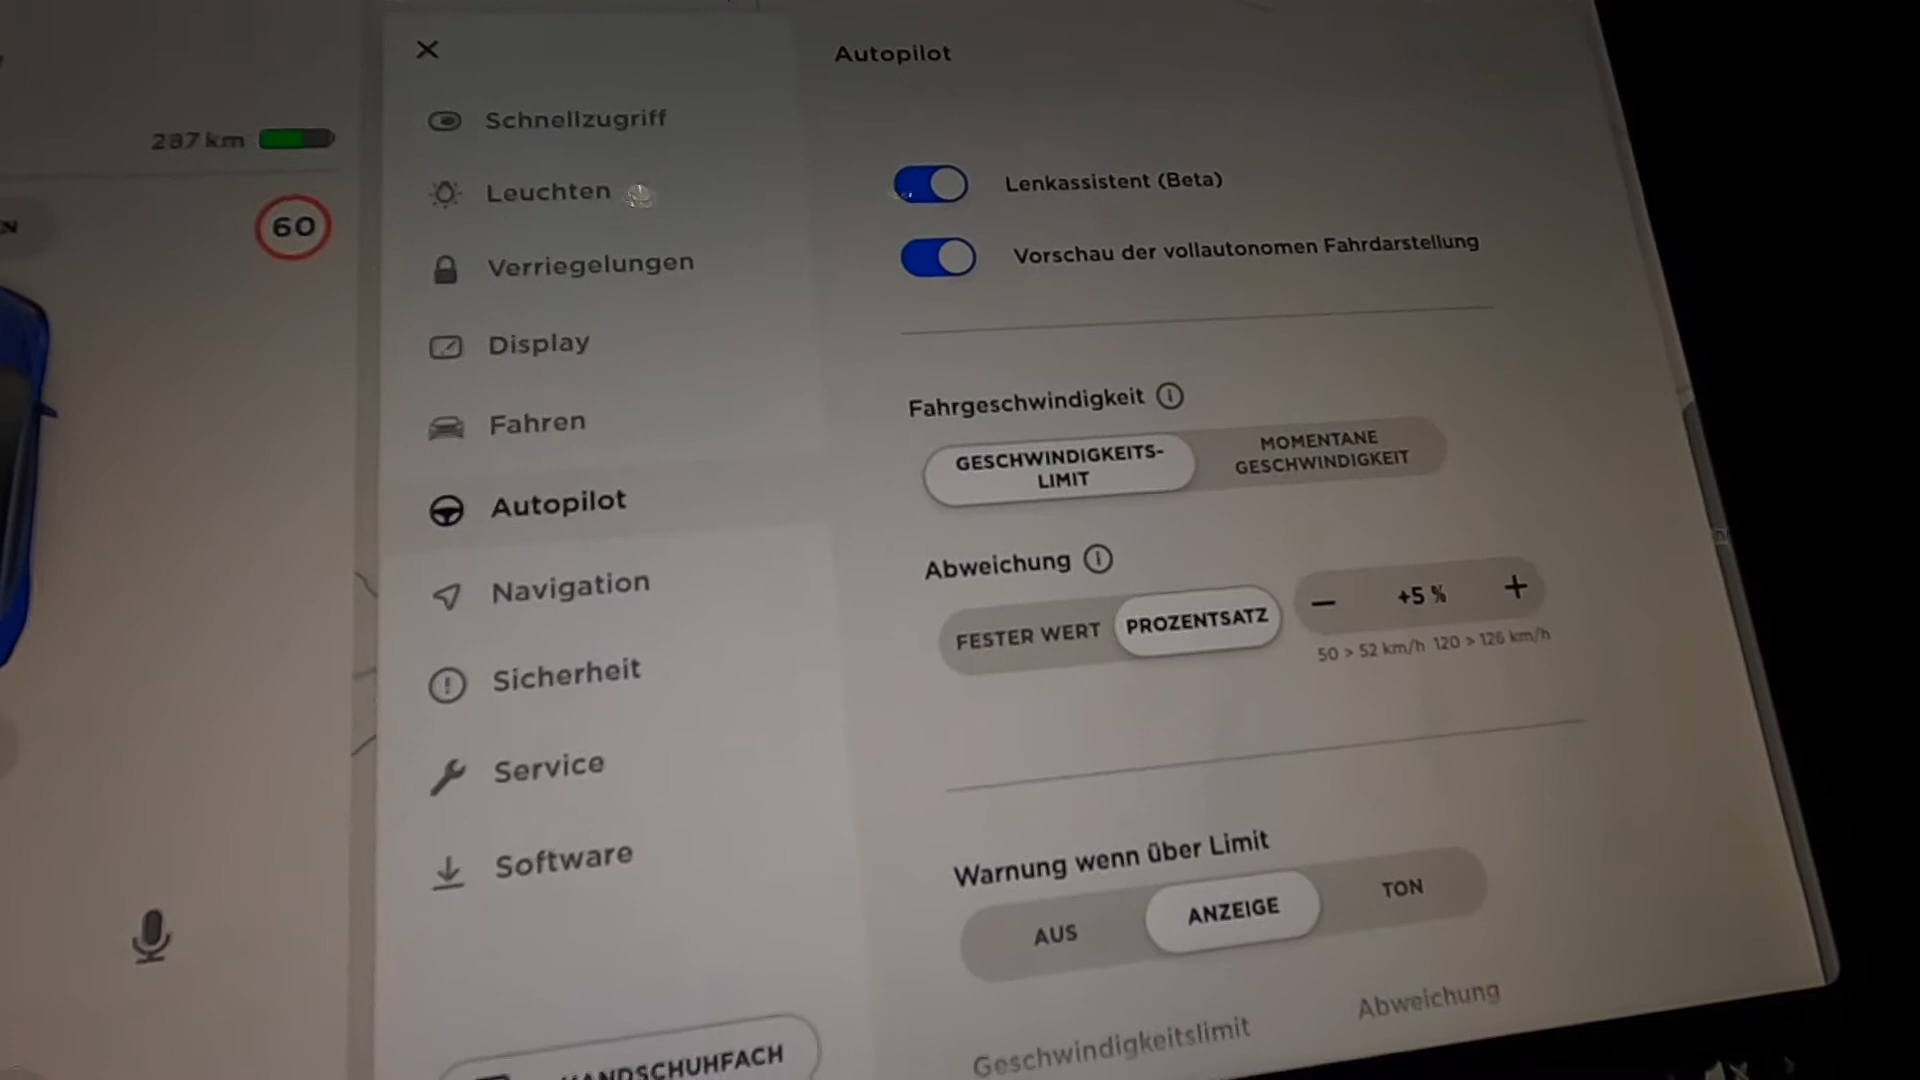 Autopilot
Schnellzugriff
287 km
Lenkassistent (Beta)
Leuchten
60
Vorschau der vollautonomen Fahrdarstellung
Verriegelungen
Display
Fahrgeschwindigkeit
Fahren
GESCHWINDIGKEITS-
LIMIT
MOMENTANE
GESCHWINDIGKEIT
Autopilot
Abweichung
Navigation
FESTER WERT
PROZENTSATZ
+5 %
50 > 52 km/h 120 > 126 km/h
Sicherheit
Service
Warnung wenn über Limit
Software
AUS
ANZEIGE
TON
Geschwindigkeitslimit
Abweichung
HANDSCHUHFACH